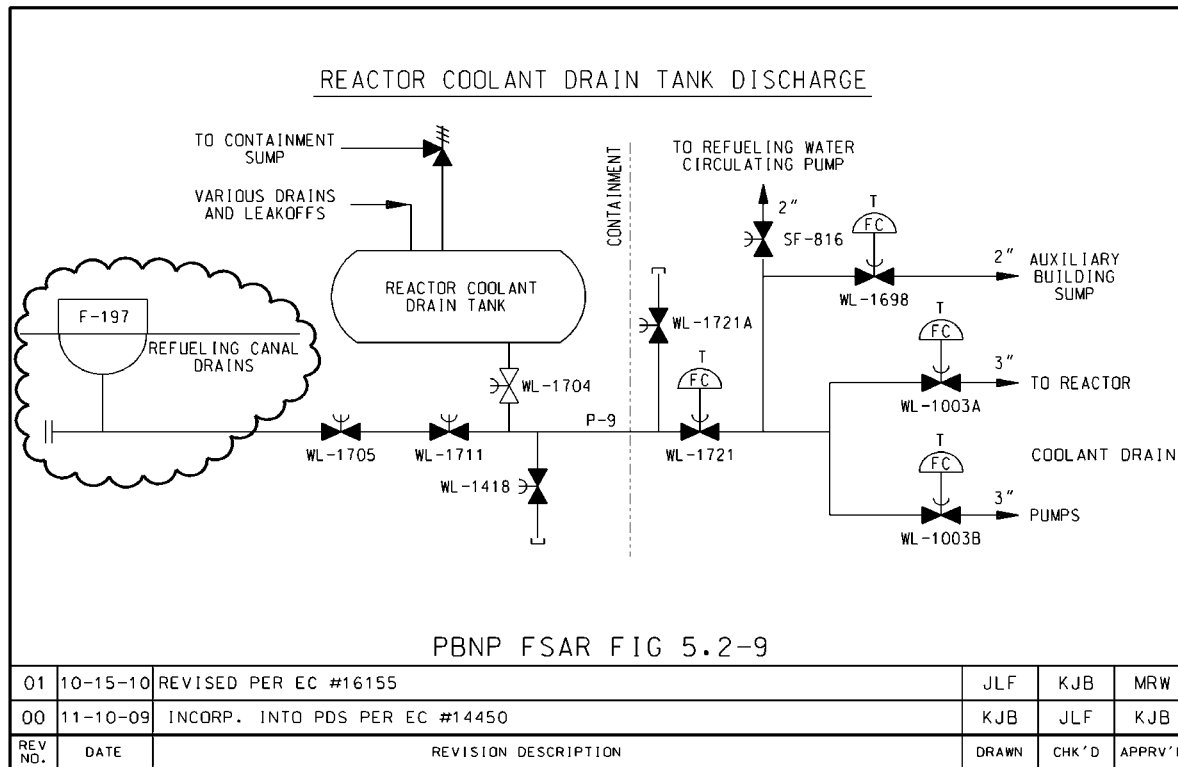 REACTOR COOLANT DRAIN TANK DISCHARGE
TO CONTAINMENT
SUMP
VARIOUS DRAINS
AND LEAKOFFS
CONTAINMENT
TO REFUELING WATER
CIRCULATING PUMP
2"
SF-816
T
FC
WL-1698
2"
AUXILIARY
BUILDING
SUMP
F-197
REFUELING CANAL
DRAINS
REACTOR COOLANT
DRAIN TANK
WL-1704
WL-1721A
T
FC
WL-1721
T
FC
WL-1003A
3"
TO REACTOR
P-9
WL-1705
WL-1711
WL-1418
COOLANT DRAIN
T
FC
WL-1003B
3"
PUMPS
PBNP FSAR FIG 5.2-9
01 10-15-10 REVISED PER EC #16155 JLF KJB MRW
00 11-10-09 INCORP. INTO PDS PER EC #14450 KJB JLF KJB
REV NO. DATE REVISION DESCRIPTION DRAWN CHK'D APPRV'